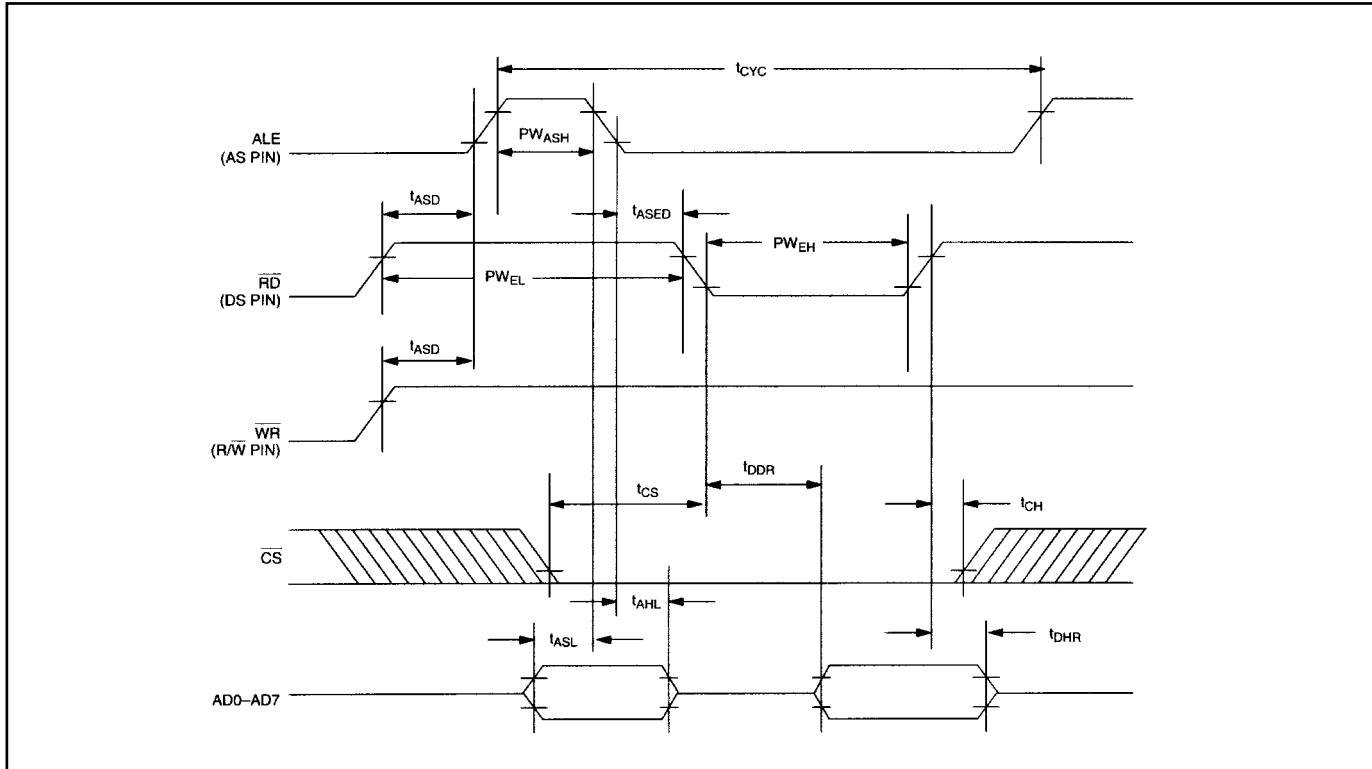 tCYC
ALE
(AS PIN)
PWASH
tASD
tASED
PWEH
RD
(DS PIN)
PWEL
tASD
WR
(R/W PIN)
tDDR
tCS
tCH
CS
tAHL
tASL
tDHR
AD0–AD7